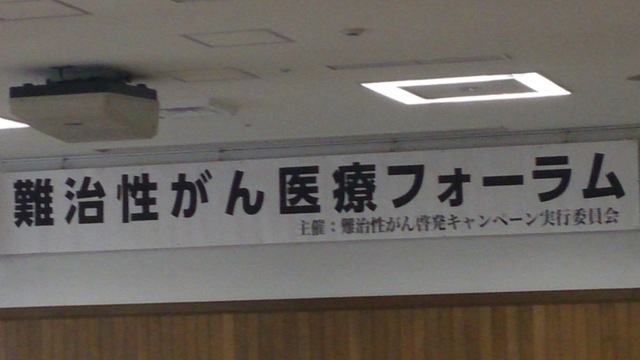 難治性がん医療フォーラム
主催：難治性がん啓発キャンペーン実行委員会